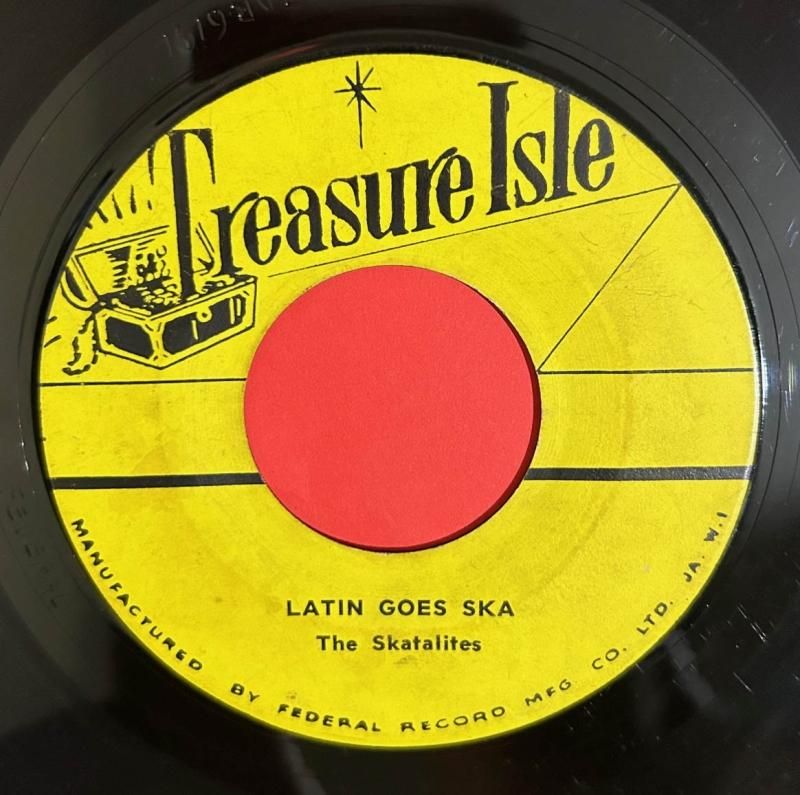 Treasure Isle
LATIN GOES SKA
The Skatalites
MANUFACTURED BY FEDERAL RECORD MFG CO. LTD. JA. W.I